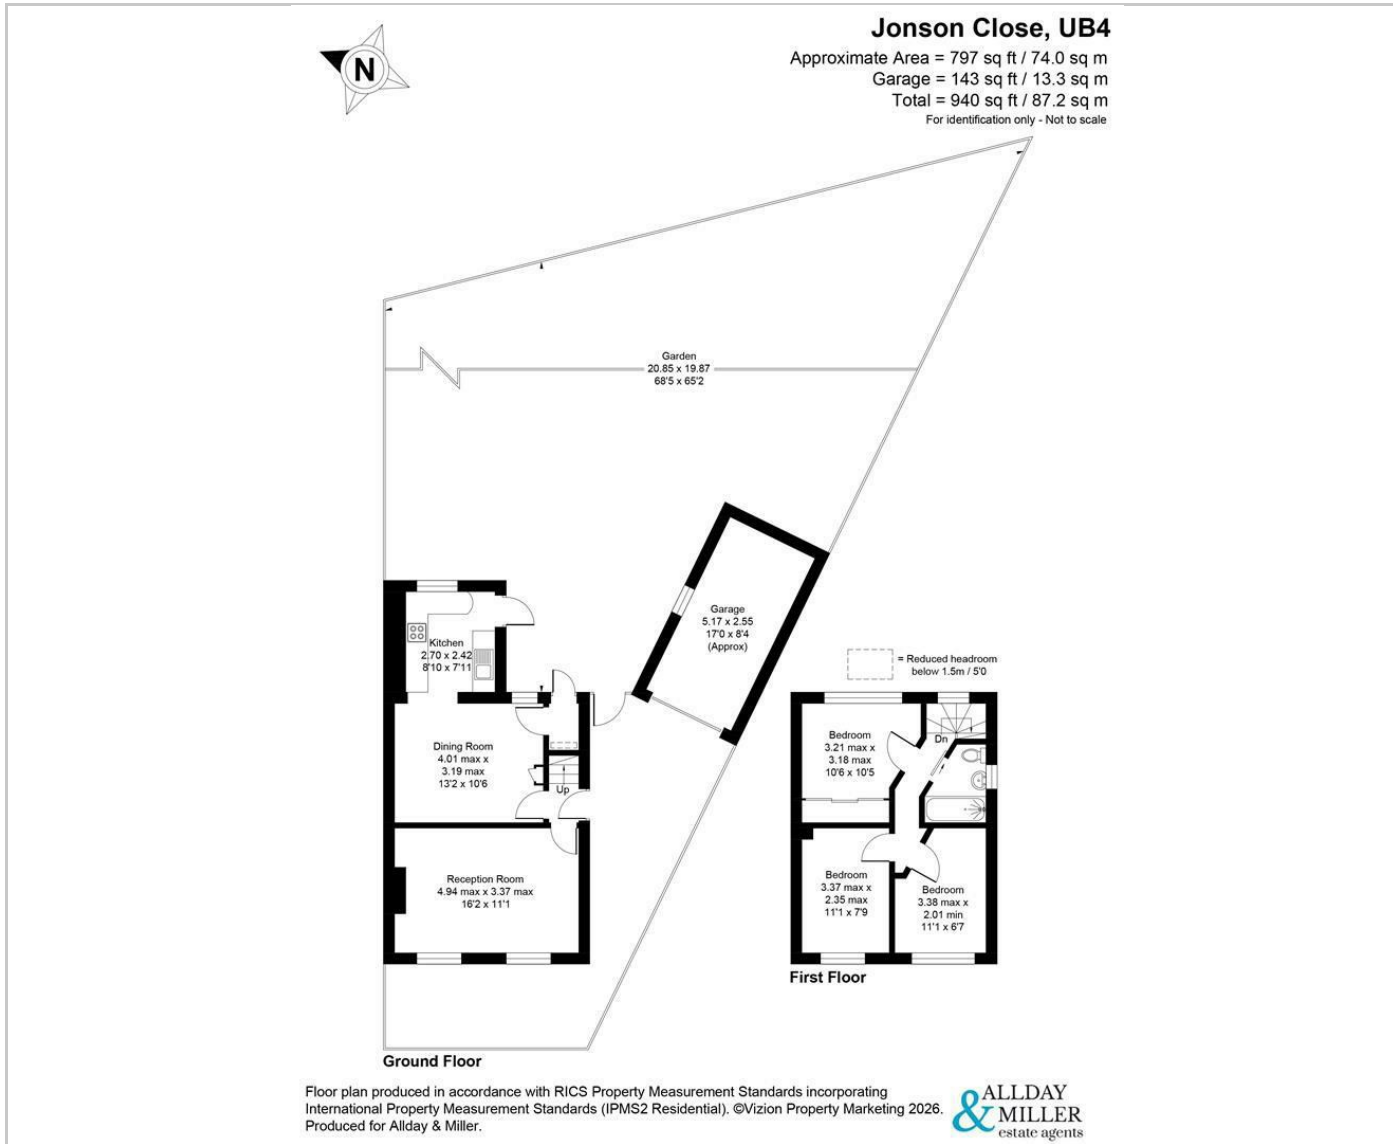 N
Jonson Close, UB4
Approximate Area = 797 sq ft / 74.0 sq m
Garage = 143 sq ft / 13.3 sq m
Total = 940 sq ft / 87.2 sq m
For identification only - Not to scale
Garden
20.85 x 19.87
68'5 x 65'2
Garage
5.17 x 2.55
17'0 x 8'4
(Approx)
Kitchen
2.70 x 2.42
8'10 x 7'11
= Reduced headroom
below 1.5m / 5'0
Dining Room
4.01 max x
3.19 max
13'2 x 10'6
Up
Reception Room
4.94 max x 3.37 max
16'2 x 11'1
Bedroom
3.21 max x
3.18 max
10'6 x 10'5
Dn
Bedroom
3.37 max x
2.35 max
11'1 x 7'9
Bedroom
3.38 max x
2.01 min
11'1 x 6'7
First Floor
Ground Floor
Floor plan produced in accordance with RICS Property Measurement Standards incorporating
International Property Measurement Standards (IPMS2 Residential). ©Vizion Property Marketing 2026.
Produced for Allday & Miller.
ALLDAY
& MILLER
estate agents